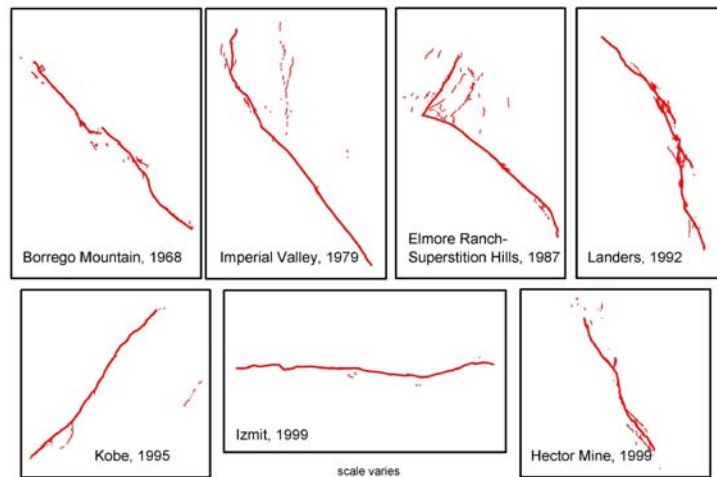 Borrego Mountain, 1968
Imperial Valley, 1979
Elmore Ranch-
Superstition Hills, 1987
Landers, 1992
Kobe, 1995
Izmit, 1999
Hector Mine, 1999
scale varies